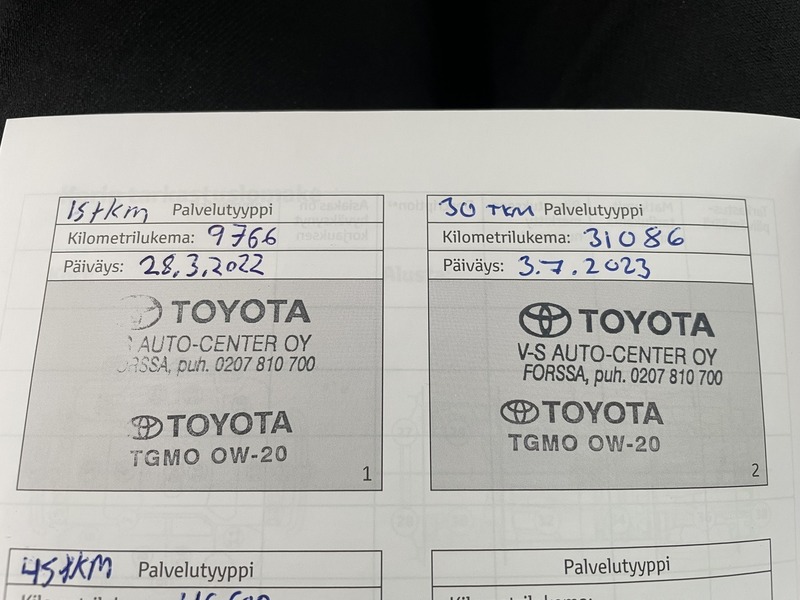 15tkm Palvelutyyppi
Kilometrilukema: 9766
Päiväys: 28.3.2022
TOYOTA
AUTO-CENTER OY
FORSSA, puh. 0207 810 700
TOYOTA
TGMO 0W-20
1
30 TKM Palvelutyyppi
Kilometrilukema: 31086
Päiväys: 3.7.2023
TOYOTA
V-S AUTO-CENTER OY
FORSSA, puh. 0207 810 700
TOYOTA
TGMO 0W-20
2
45tkm Palvelutyyppi
Palvelutyyppi